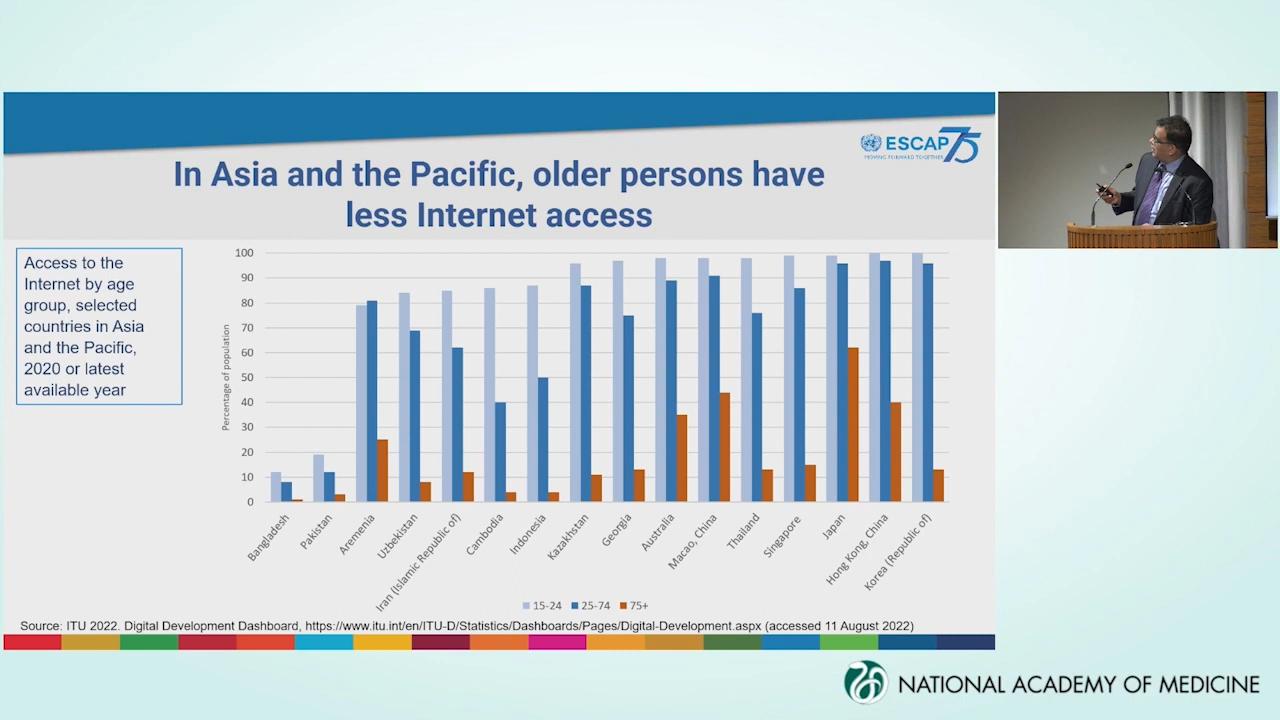 ESCAP 75
MOVING FORWARD TOGETHER
In Asia and the Pacific, older persons have
less Internet access
Access to the
Internet by age
group, selected
countries in Asia
and the Pacific,
2020 or latest
available year
Percentage of population
100
90
80
70
60
50
40
30
20
10
0
Bangladesh
Pakistan
Aremenia
Uzbekistan
Iran (Islamic Republic of)
Cambodia
Indonesia
Kazakhstan
Georgia
Australia
Macao, China
Thailand
Singapore
Japan
Hong Kong, China
Korea (Republic of)
15-24 25-74 75+
Source: ITU 2022. Digital Development Dashboard, https://www.itu.int/en/ITU-D/Statistics/Dashboards/Pages/Digital-Development.aspx (accessed 11 August 2022)
NATIONAL ACADEMY OF MEDICINE